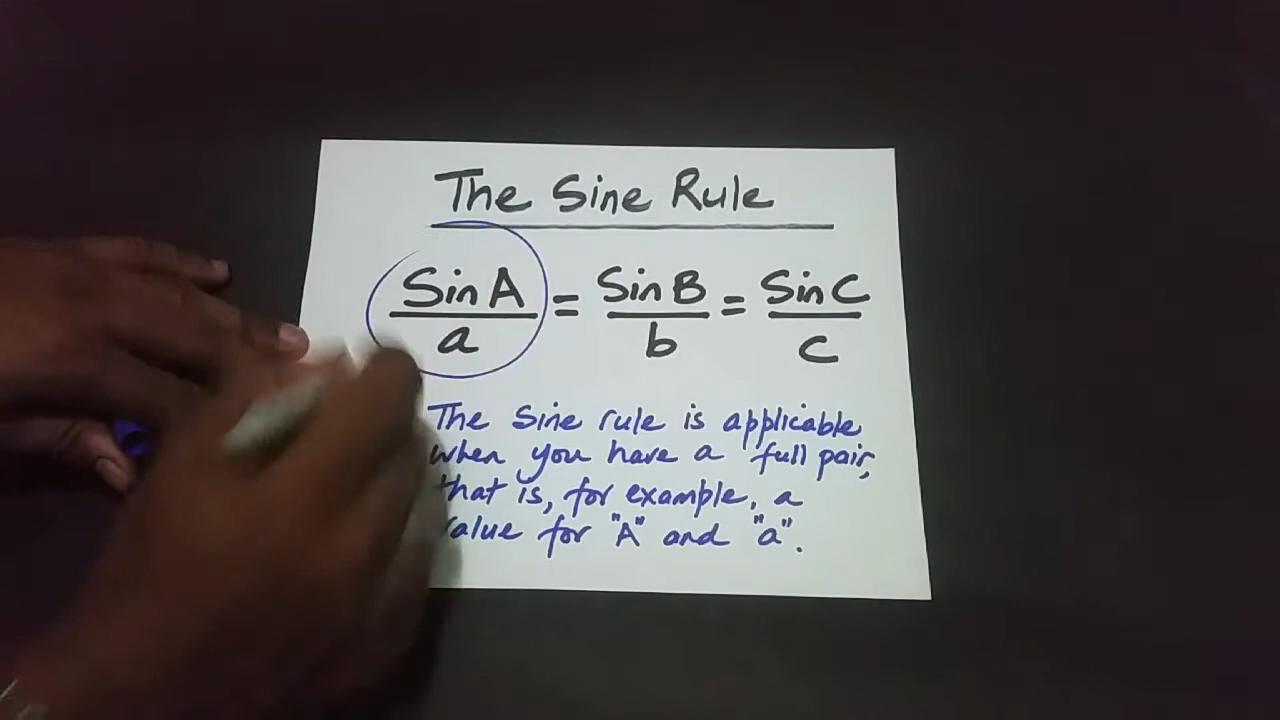 The Sine Rule
Sin A = Sin B = Sin C
a b c
The Sine rule is applicable
when you have a full pair,
that is, for example, a
value for "A" and "a".